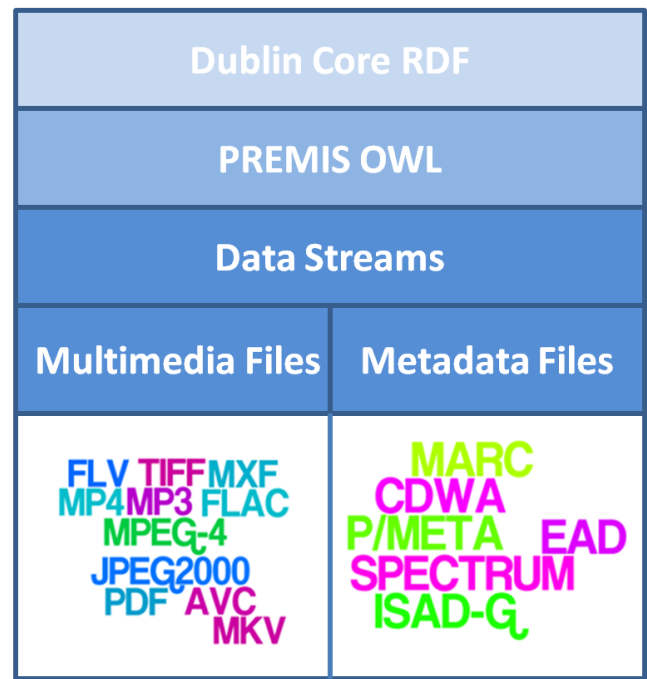 Dublin Core RDF
PREMIS OWL
Data Streams
Multimedia Files
Metadata Files
FLV TIFF MXF
MP4 MP3 FLAC
MPEG-4
JPEG2000
PDF AVC
MKV
MARC
CDWA
P/META EAD
SPECTRUM
ISAD-G